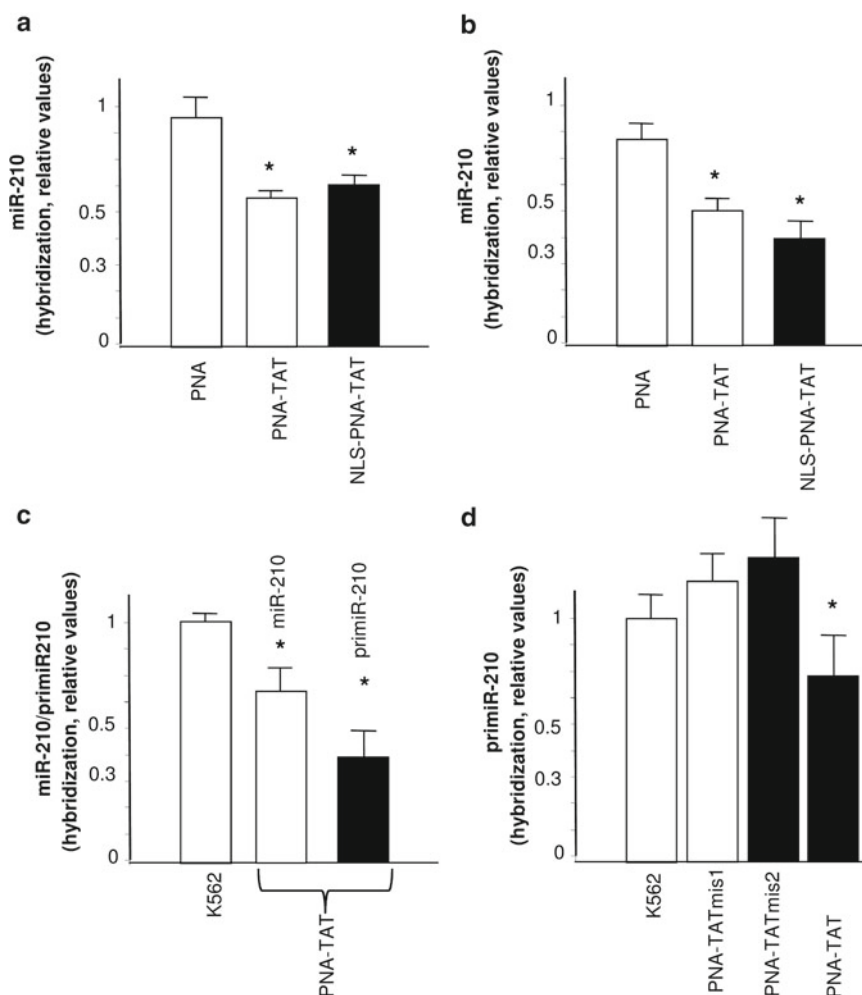 a
miR-210
(hybridization, relative values)
1
0.5
0.3
0
*
*
PNA
PNA-TAT
NLS-PNA-TAT
b
miR-210
(hybridization, relative values)
1
0.5
0.3
0
*
*
PNA
PNA-TAT
NLS-PNA-TAT
c
miR-210/primiR210
(hybridization, relative values)
1
0.5
0.3
0
miR-210
*
primiR-210
*
K562
PNA-TAT
d
primiR-210
(hybridization, relative values)
1
0.5
0.3
0
*
K562
PNA-TATmis1
PNA-TATmis2
PNA-TAT